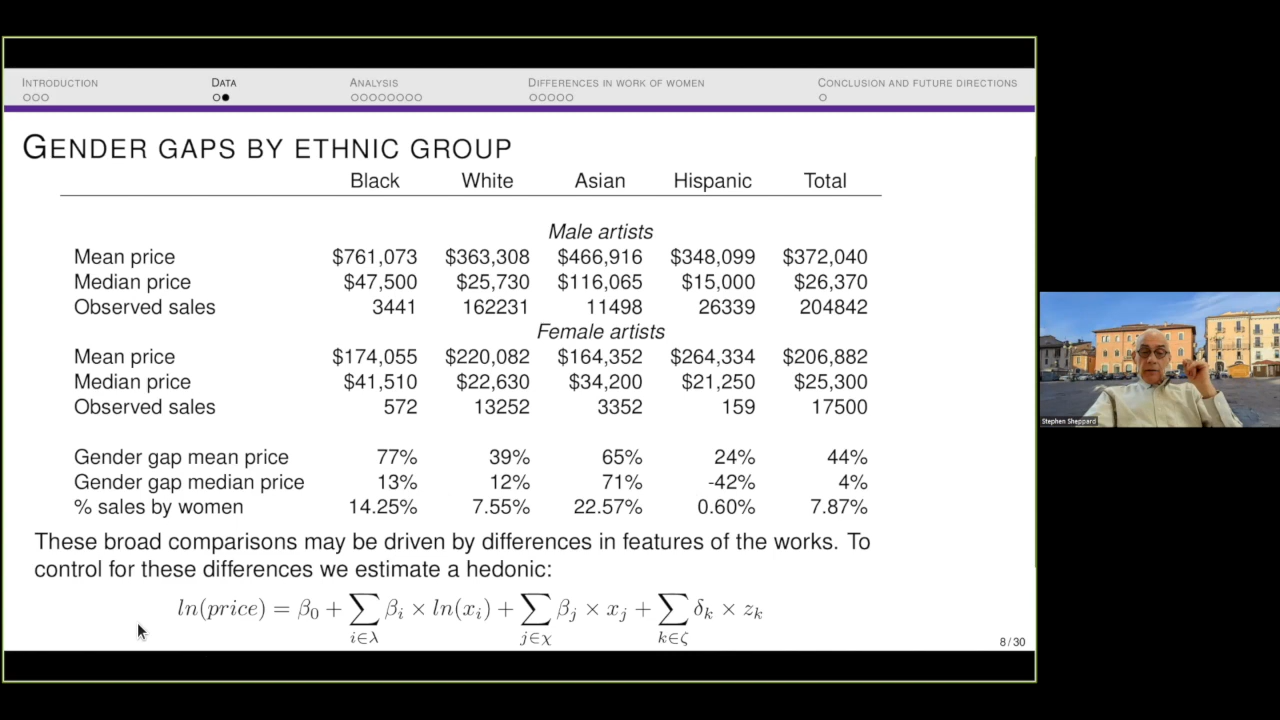 INTRODUCTION DATA ANALYSIS DIFFERENCES IN WORK OF WOMEN CONCLUSION AND FUTURE DIRECTIONS
GENDER GAPS BY ETHNIC GROUP
Black White Asian Hispanic Total
Male artists
Mean price $761,073 $363,308 $466,916 $348,099 $372,040
Median price $47,500 $25,730 $116,065 $15,000 $26,370
Observed sales 3441 162231 11498 26339 204842
Female artists
Mean price $174,055 $220,082 $164,352 $264,334 $206,882
Median price $41,510 $22,630 $34,200 $21,250 $25,300
Observed sales 572 13252 3352 159 17500
Gender gap mean price 77% 39% 65% 24% 44%
Gender gap median price 13% 12% 71% -42% 4%
% sales by women 14.25% 7.55% 22.57% 0.60% 7.87%
These broad comparisons may be driven by differences in features of the works. To
control for these differences we estimate a hedonic:
ln(price) = β₀ + ∑_{i∈λ} βᵢ × ln(xᵢ) + ∑_{j∈χ} βⱼ × xⱼ + ∑_{k∈ζ} δₖ × zₖ
8/30
Stephen Sheppard